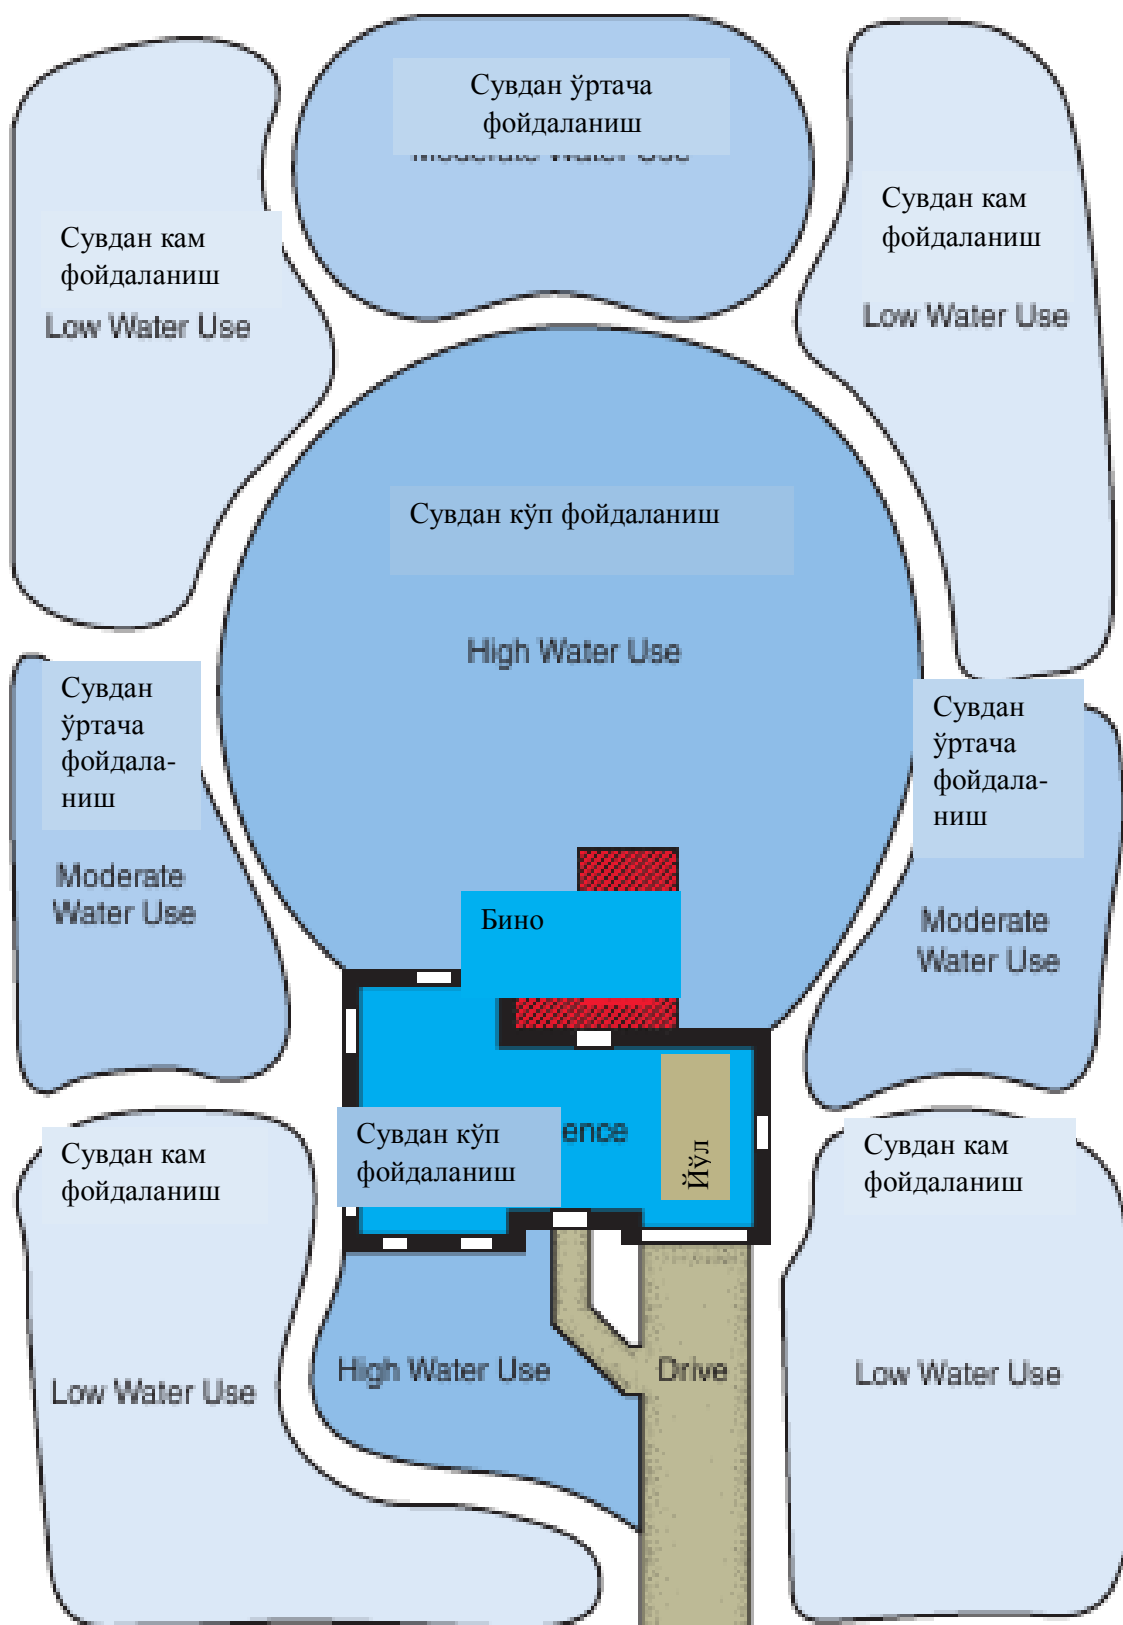 Сувдан ўртача
фойдаланиш
Moderate Water Use
Сувдан кам
фойдаланиш
Low Water Use
Сувдан кам
фойдаланиш
Low Water Use
Сувдан кўп фойдаланиш
High Water Use
Сувдан
ўртача
фойдала-
ниш
Moderate
Water Use
Сувдан
ўртача
фойдала-
ниш
Moderate
Water Use
Бино
Сувдан кўп
фойдаланиш
ence
Йўл
Сувдан кам
фойдаланиш
Low Water Use
High Water Use
Drive
Сувдан кам
фойдаланиш
Low Water Use